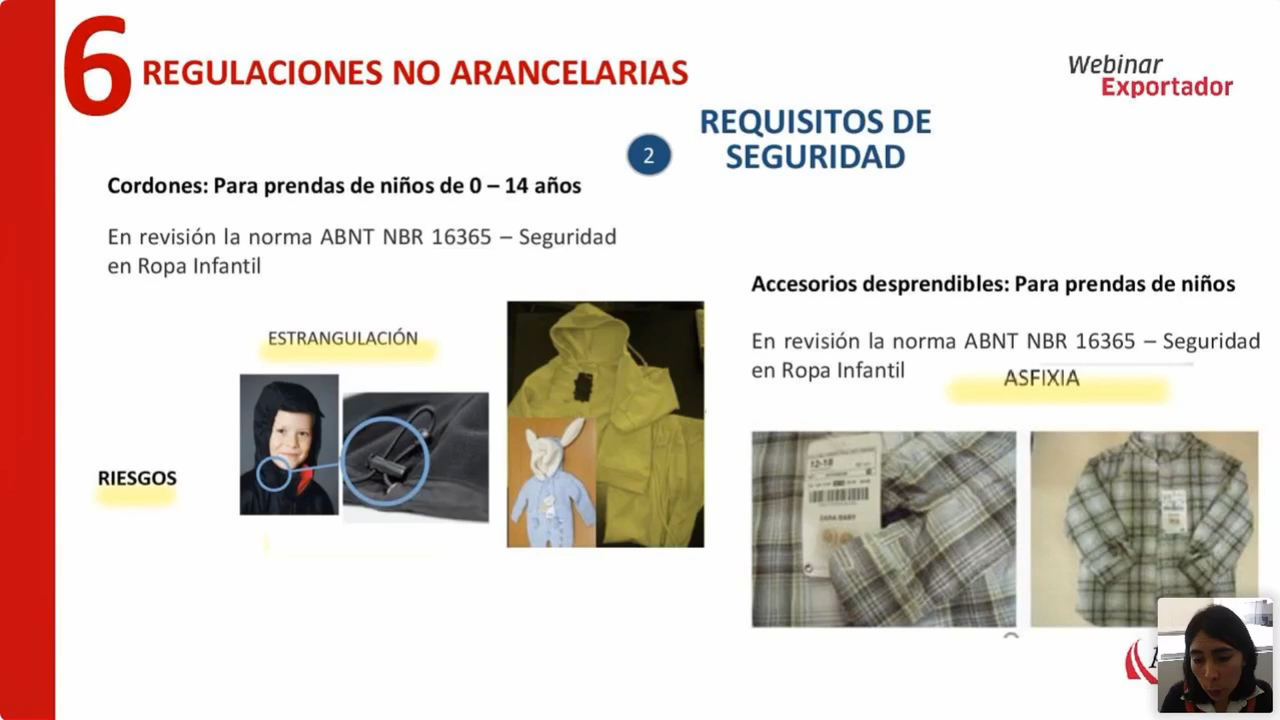 6 REGULACIONES NO ARANCELARIAS
Webinar
Exportador
2
REQUISITOS DE
SEGURIDAD
Cordones: Para prendas de niños de 0 – 14 años
En revisión la norma ABNT NBR 16365 – Seguridad
en Ropa Infantil
Accesorios desprendibles: Para prendas de niños
En revisión la norma ABNT NBR 16365 – Seguridad
en Ropa Infantil
ASFIXIA
ESTRANGULACIÓN
RIESGOS
12-18
ZARA BABY